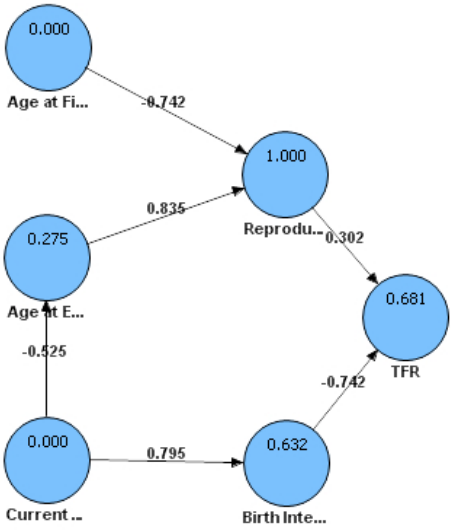 0.000
Age at Fi...
-0.742
1.000
Reprodu...
0.835
0.275
Age at E...
0.302
0.681
TFR
-0.525
-0.742
0.000
Current ...
0.795
0.632
Birth Inte...